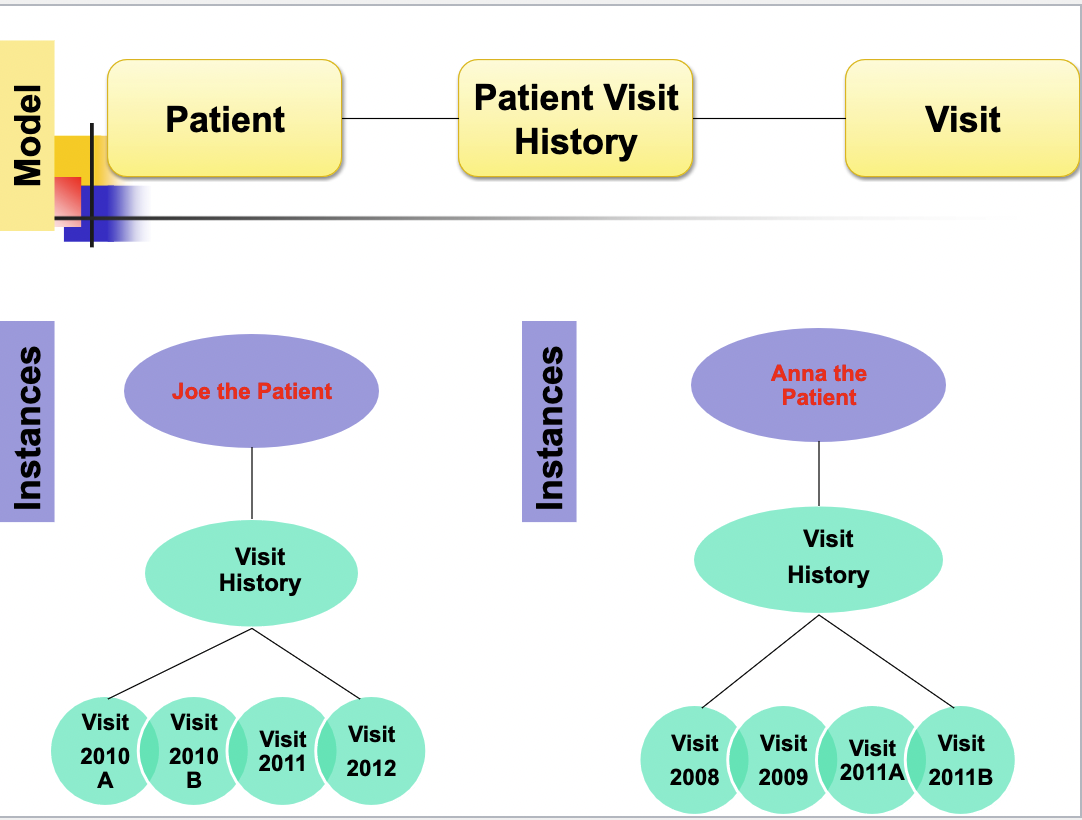 Model
Patient
Patient Visit
History
Visit
Instances
Joe the Patient
Visit
History
Visit
2010
A
Visit
2010
B
Visit
2011
Visit
2012
Instances
Anna the
Patient
Visit
History
Visit
2008
Visit
2009
Visit
2011A
Visit
2011B